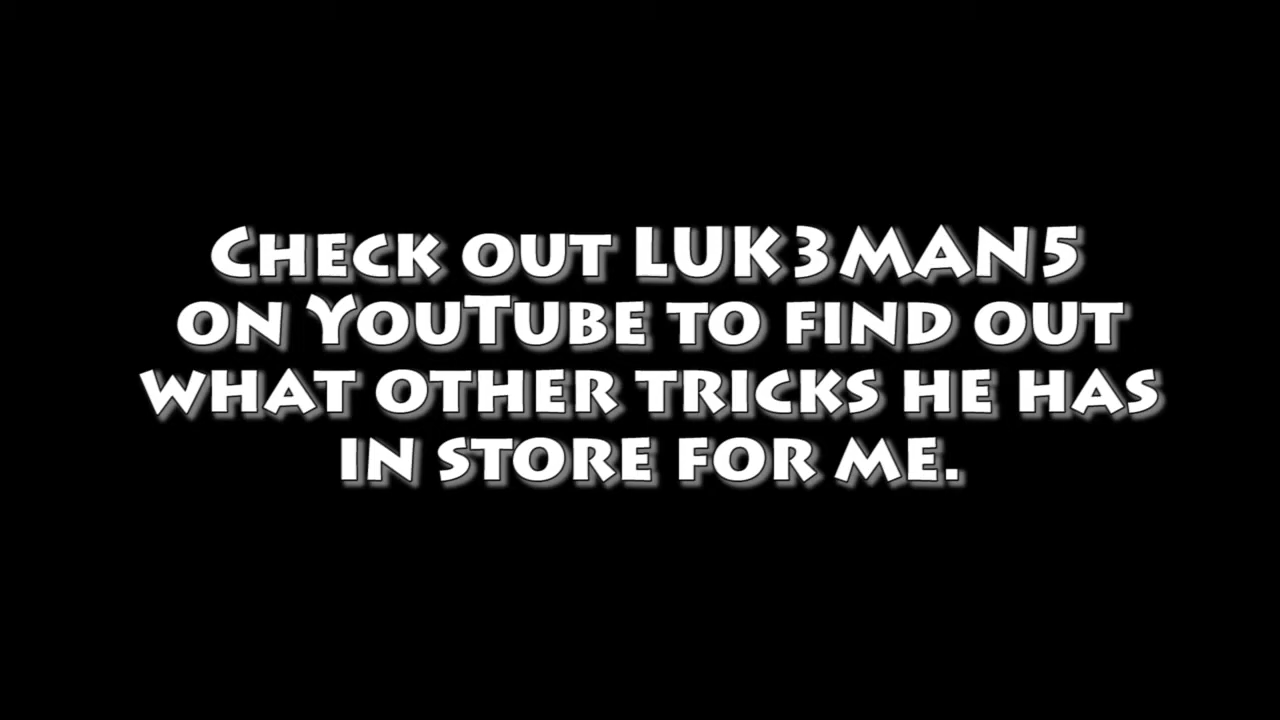 Check out LUK3MAN5
on YouTube to find out
what other tricks he has
in store for me.